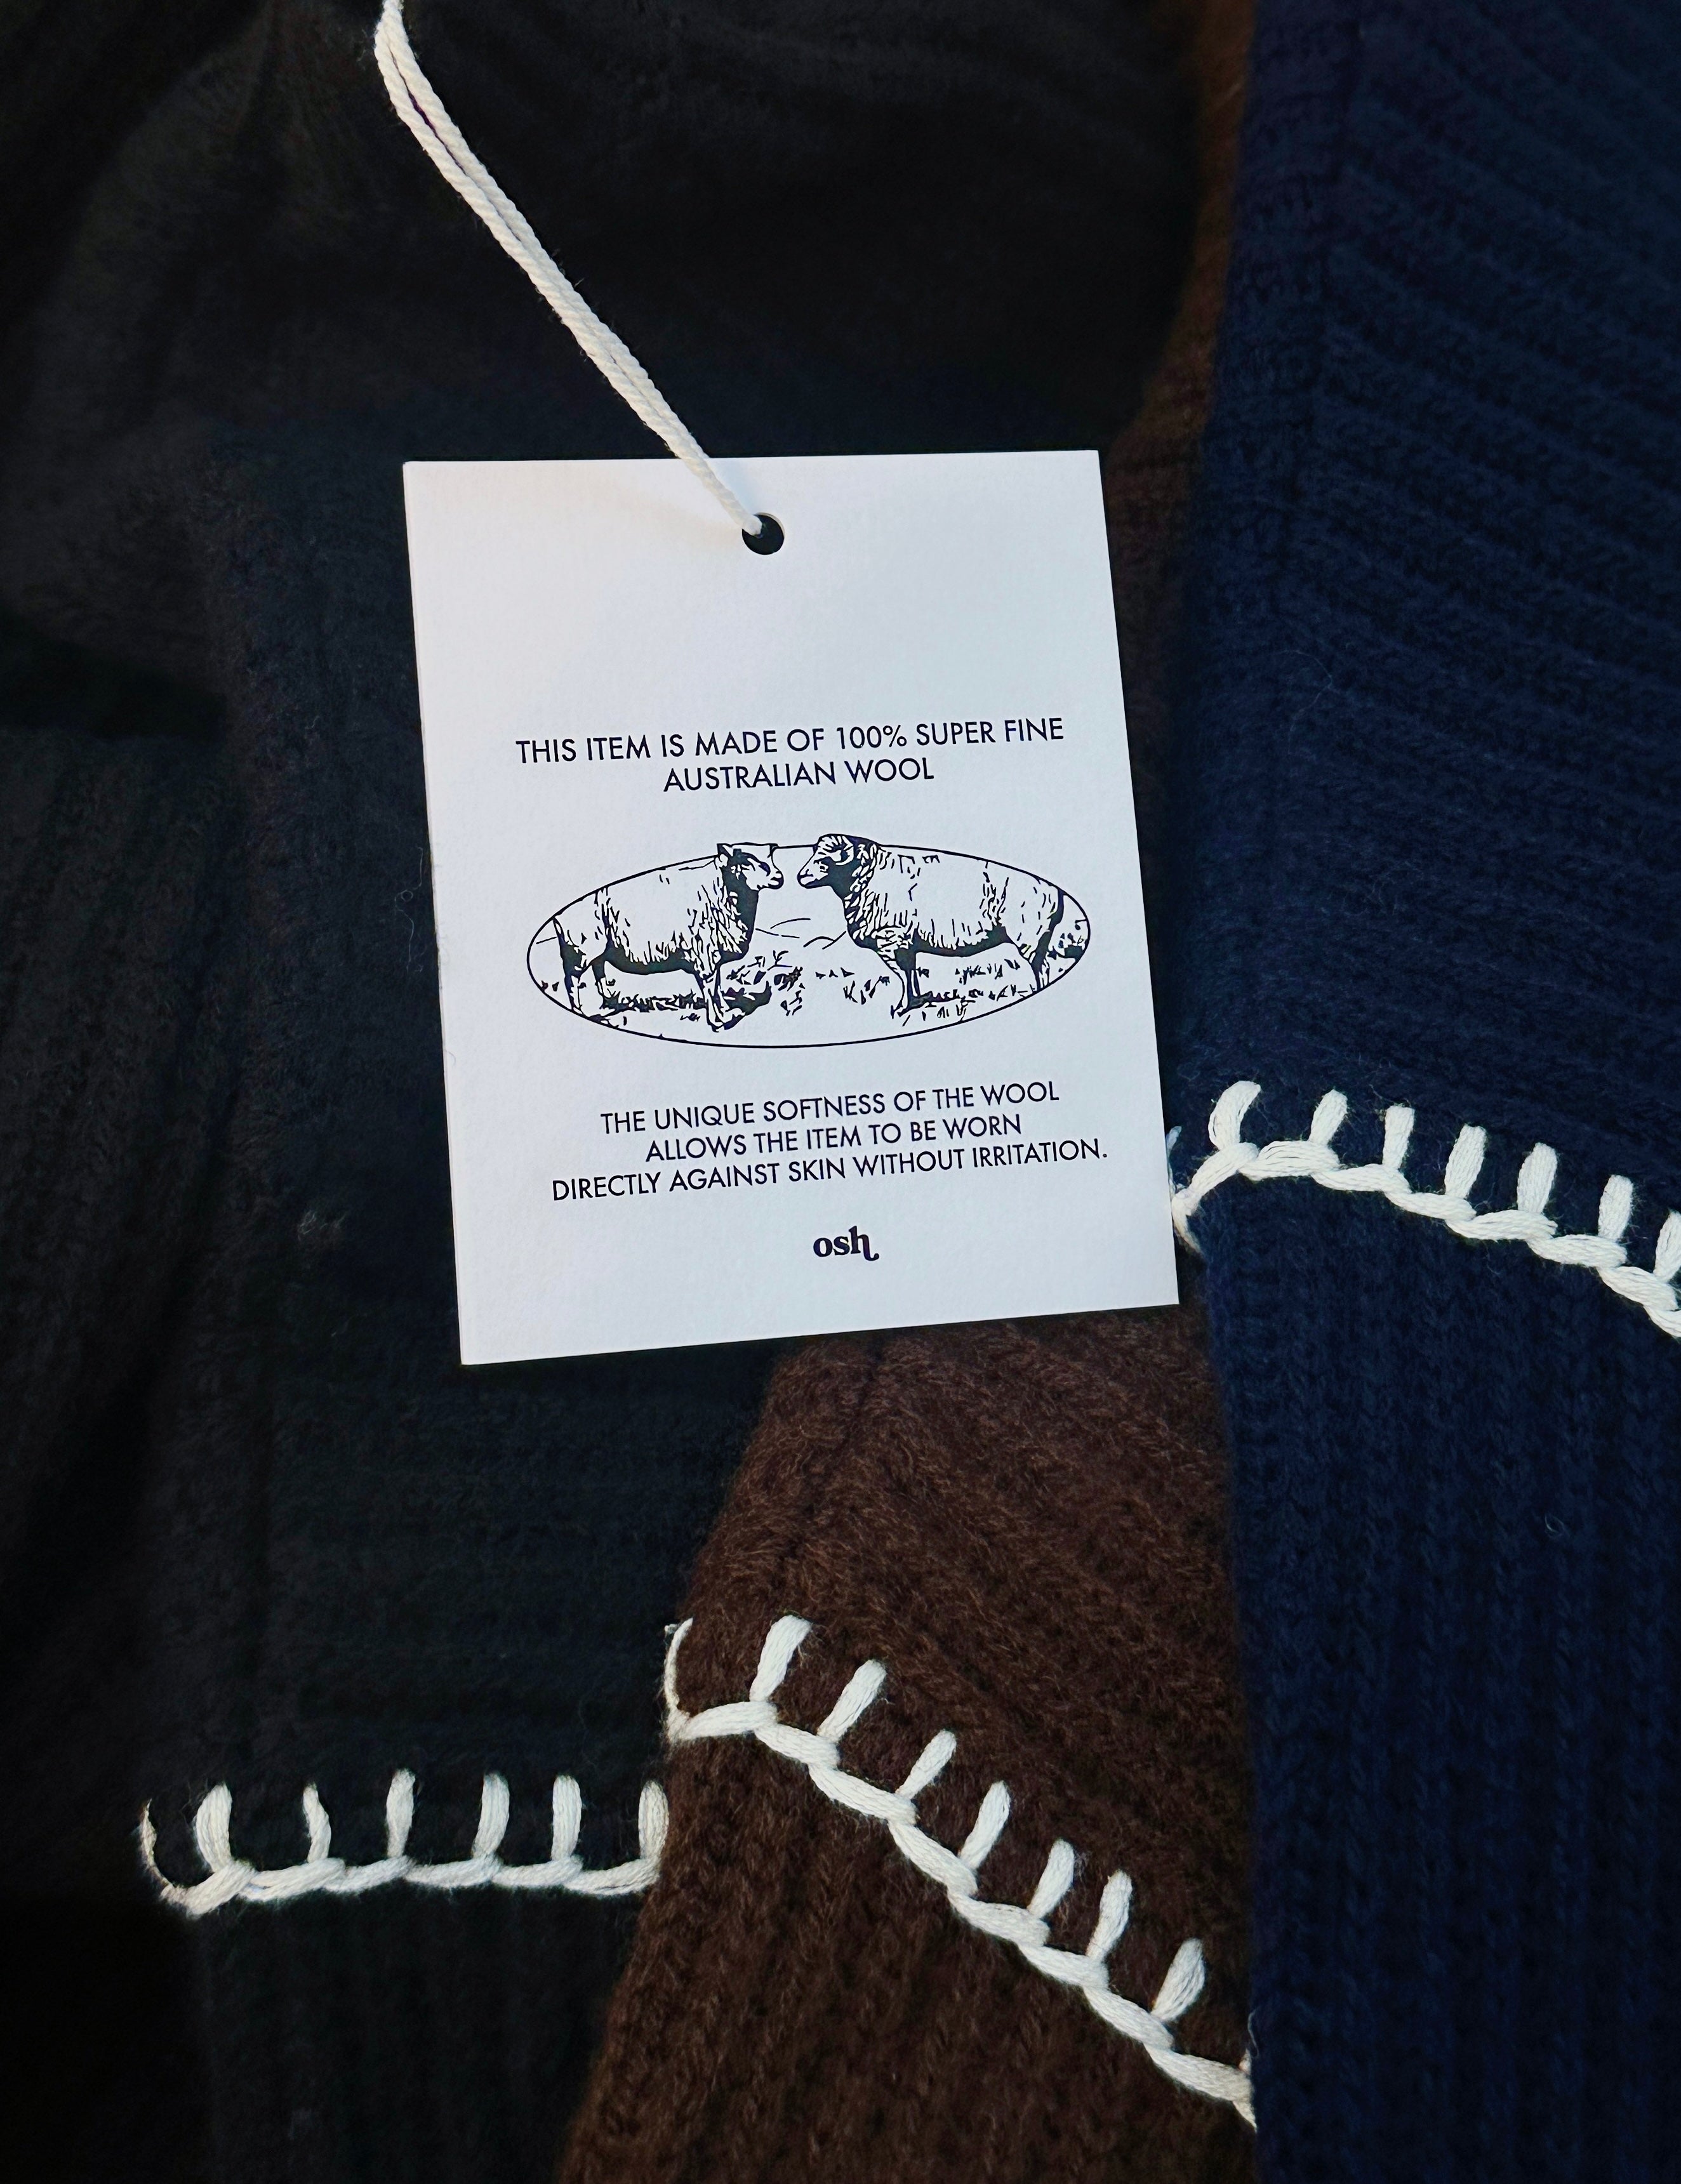 THIS ITEM IS MADE OF 100% SUPER FINE
AUSTRALIAN WOOL
THE UNIQUE SOFTNESS OF THE WOOL
ALLOWS THE ITEM TO BE WORN
DIRECTLY AGAINST SKIN WITHOUT IRRITATION.
osh